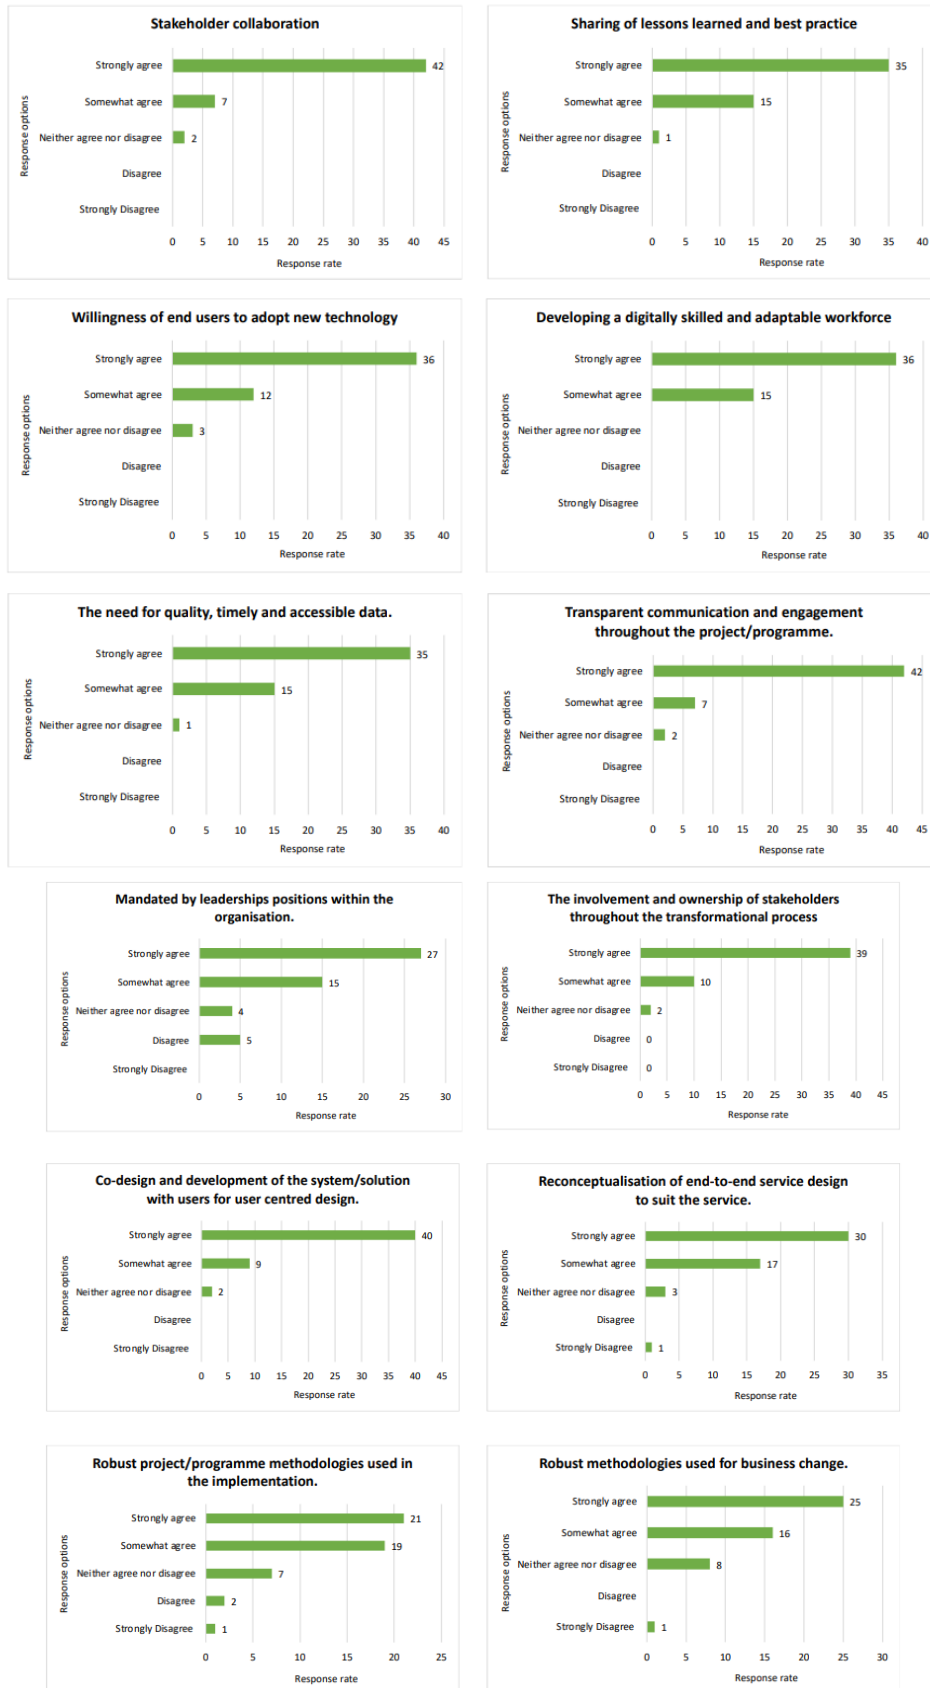 Stakeholder collaboration
Response options
Strongly agree
42
Somewhat agree
7
Neither agree nor disagree
2
Disagree
Strongly Disagree
0 5 10 15 20 25 30 35 40 45
Response rate
Sharing of lessons learned and best practice
Response options
Strongly agree
35
Somewhat agree
15
Neither agree nor disagree
1
Disagree
Strongly Disagree
0 5 10 15 20 25 30 35 40
Response rate
Willingness of end users to adopt new technology
Response options
Strongly agree
36
Somewhat agree
12
Neither agree nor disagree
3
Disagree
Strongly Disagree
0 5 10 15 20 25 30 35 40
Response rate
Developing a digitally skilled and adaptable workforce
Response options
Strongly agree
36
Somewhat agree
15
Neither agree nor disagree
Disagree
Strongly Disagree
0 5 10 15 20 25 30 35 40
Response rate
The need for quality, timely and accessible data.
Response options
Strongly agree
35
Somewhat agree
15
Neither agree nor disagree
1
Disagree
Strongly Disagree
0 5 10 15 20 25 30 35 40
Response rate
Transparent communication and engagement
throughout the project/programme.
Response options
Strongly agree
42
Somewhat agree
7
Neither agree nor disagree
2
Disagree
Strongly Disagree
0 5 10 15 20 25 30 35 40 45
Response rate
Mandated by leaderships positions within the
organisation.
Response options
Strongly agree
27
Somewhat agree
15
Neither agree nor disagree
4
Disagree
5
Strongly Disagree
0 5 10 15 20 25 30
Response rate
The involvement and ownership of stakeholders
throughout the transformational process
Response options
Strongly agree
39
Somewhat agree
10
Neither agree nor disagree
2
Disagree
0
Strongly Disagree
0
0 5 10 15 20 25 30 35 40 45
Response rate
Co-design and development of the system/solution
with users for user centred design.
Response options
Strongly agree
40
Somewhat agree
9
Neither agree nor disagree
2
Disagree
Strongly Disagree
0 5 10 15 20 25 30 35 40 45
Response rate
Reconceptualisation of end-to-end service design
to suit the service.
Response options
Strongly agree
30
Somewhat agree
17
Neither agree nor disagree
3
Disagree
Strongly Disagree
1
0 5 10 15 20 25 30 35
Response rate
Robust project/programme methodologies used in
the implementation.
Response options
Strongly agree
21
Somewhat agree
19
Neither agree nor disagree
7
Disagree
2
Strongly Disagree
1
0 5 10 15 20 25
Response rate
Robust methodologies used for business change.
Response options
Strongly agree
25
Somewhat agree
16
Neither agree nor disagree
8
Disagree
Strongly Disagree
1
0 5 10 15 20 25 30
Response rate